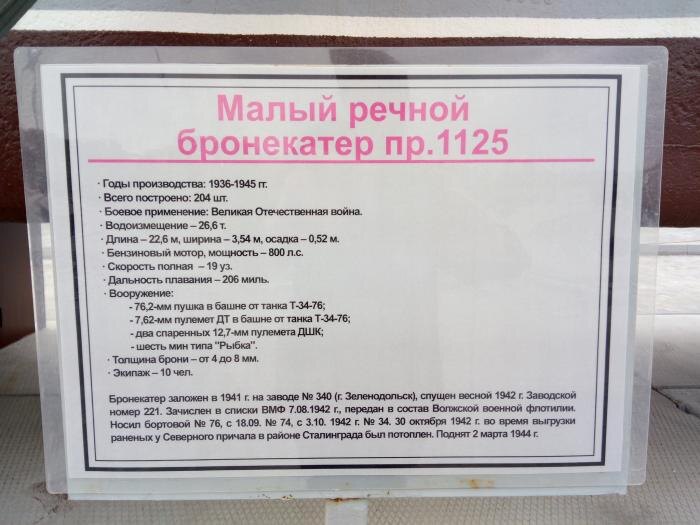 Малый речной
бронекатер пр.1125
· Годы производства: 1936-1945 гг.
· Всего построено: 204 шт.
· Боевое применение: Великая Отечественная война.
· Водоизмещение – 26,6 т.
· Длина – 22,6 м, ширина – 3,54 м, осадка – 0,52 м.
· Бензиновый мотор, мощность – 800 л.с.
· Скорость полная – 19 уз.
· Дальность плавания – 206 миль.
· Вооружение:
- 76,2-мм пушка в башне от танка Т-34-76;
- 7,62-мм пулемет ДТ в башне от танка Т-34-76;
- два спаренных 12,7-мм пулемета ДШК;
- шесть мин типа "Рыбка".
· Толщина брони – от 4 до 8 мм.
· Экипаж – 10 чел.
Бронекатер заложен в 1941 г. на заводе № 340 (г. Зеленодольск), спущен весной 1942 г. Заводской
номер 221. Зачислен в списки ВМФ 7.08.1942 г., передан в состав Волжской военной флотилии.
Носил бортовой № 76, с 18.09. № 74, с 3.10. 1942 г. № 34. 30 октября 1942 г. во время выгрузки
раненых у Северного причала в районе Сталинграда был потоплен. Поднят 2 марта 1944 г.